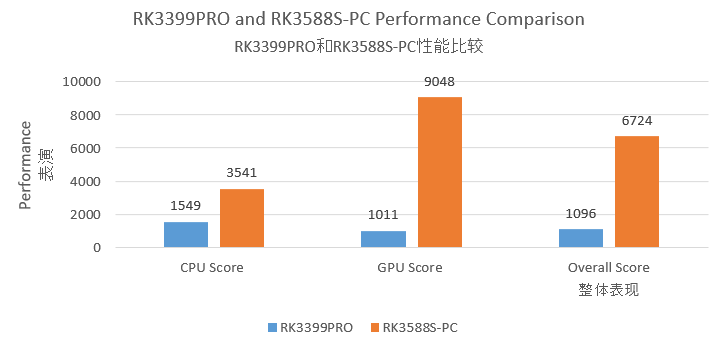 RK3399PRO and RK3588S-PC Performance Comparison
RK3399PRO和RK3588S-PC性能比较
Performance
表演
10000
8000
6000
4000
2000
0
1549
3541
1011
9048
1096
6724
CPU Score
GPU Score
Overall Score
整体表现
RK3399PRO
RK3588S-PC